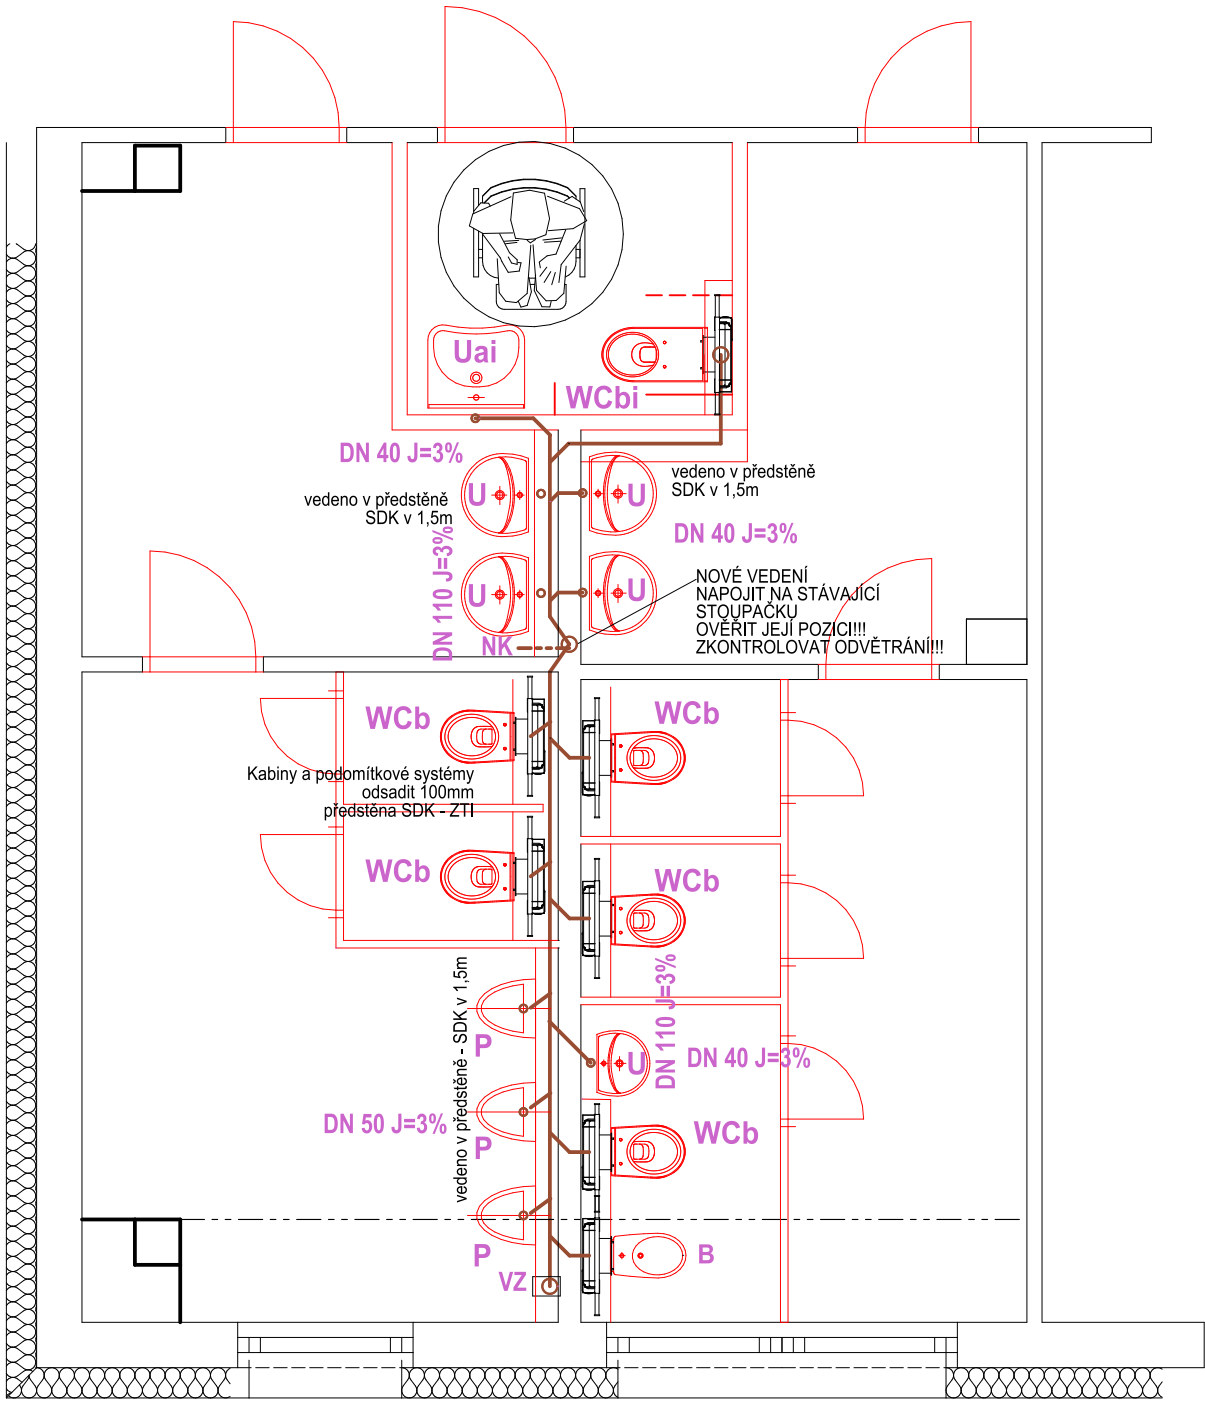 Uai
WCbi
DN 40 J=3%
vedeno v předstěně
SDK v 1,5m
U
U
vedeno v předstěně
SDK v 1,5m
DN 40 J=3%
DN 110 J=3%
U
U
NOVÉ VEDENÍ
NAPOJIT NA STÁVAJÍCÍ
STOUPAČKU
OVĚŘIT JEJÍ POZICI!!!
ZKONTROLOVAT ODVĚTRÁNÍ!!!
NK
WCb
WCb
Kabiny a podomítkové systémy
odsadit 100mm
předstěna SDK - ZTI
WCb
WCb
vedeno v předstěně - SDK v 1,5m
DN 110 J=3%
P
U
DN 40 J=3%
DN 50 J=3%
P
WCb
P
B
VZ